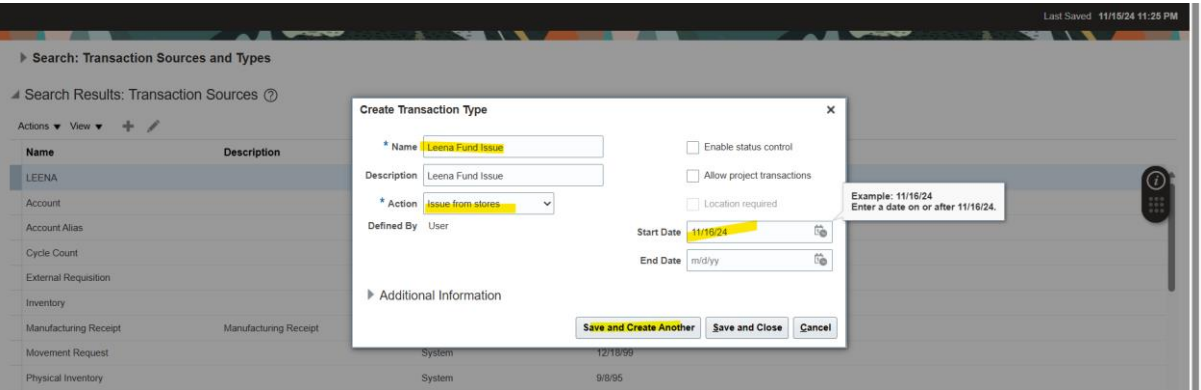 Last Saved 11/15/24 11:25 PM
Search: Transaction Sources and Types
Search Results: Transaction Sources
Actions View
Name Description
LEENA
Account
Account Alias
Cycle Count
External Requisition
Inventory
Manufacturing Receipt Manufacturing Receipt
Movement Request System 12/18/99
Physical Inventory System 9/8/95
Create Transaction Type
* Name Leena Fund Issue
Description Leena Fund Issue
* Action Issue from stores
Defined By User
Enable status control
Allow project transactions
Location required
Start Date 11/16/24
End Date m/d/yy
Example: 11/16/24
Enter a date on or after 11/16/24.
Additional Information
Save and Create Another Save and Close Cancel